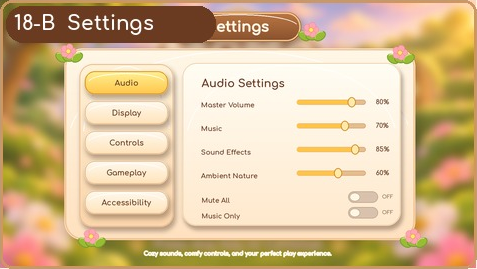 18-B Settings
ettings
Audio
Display
Controls
Gameplay
Accessibility
Audio Settings
Master Volume 80%
Music 70%
Sound Effects 85%
Ambient Nature 60%
Mute All OFF
Music Only OFF
Cozy sounds, comfy controls, and your perfect play experience.